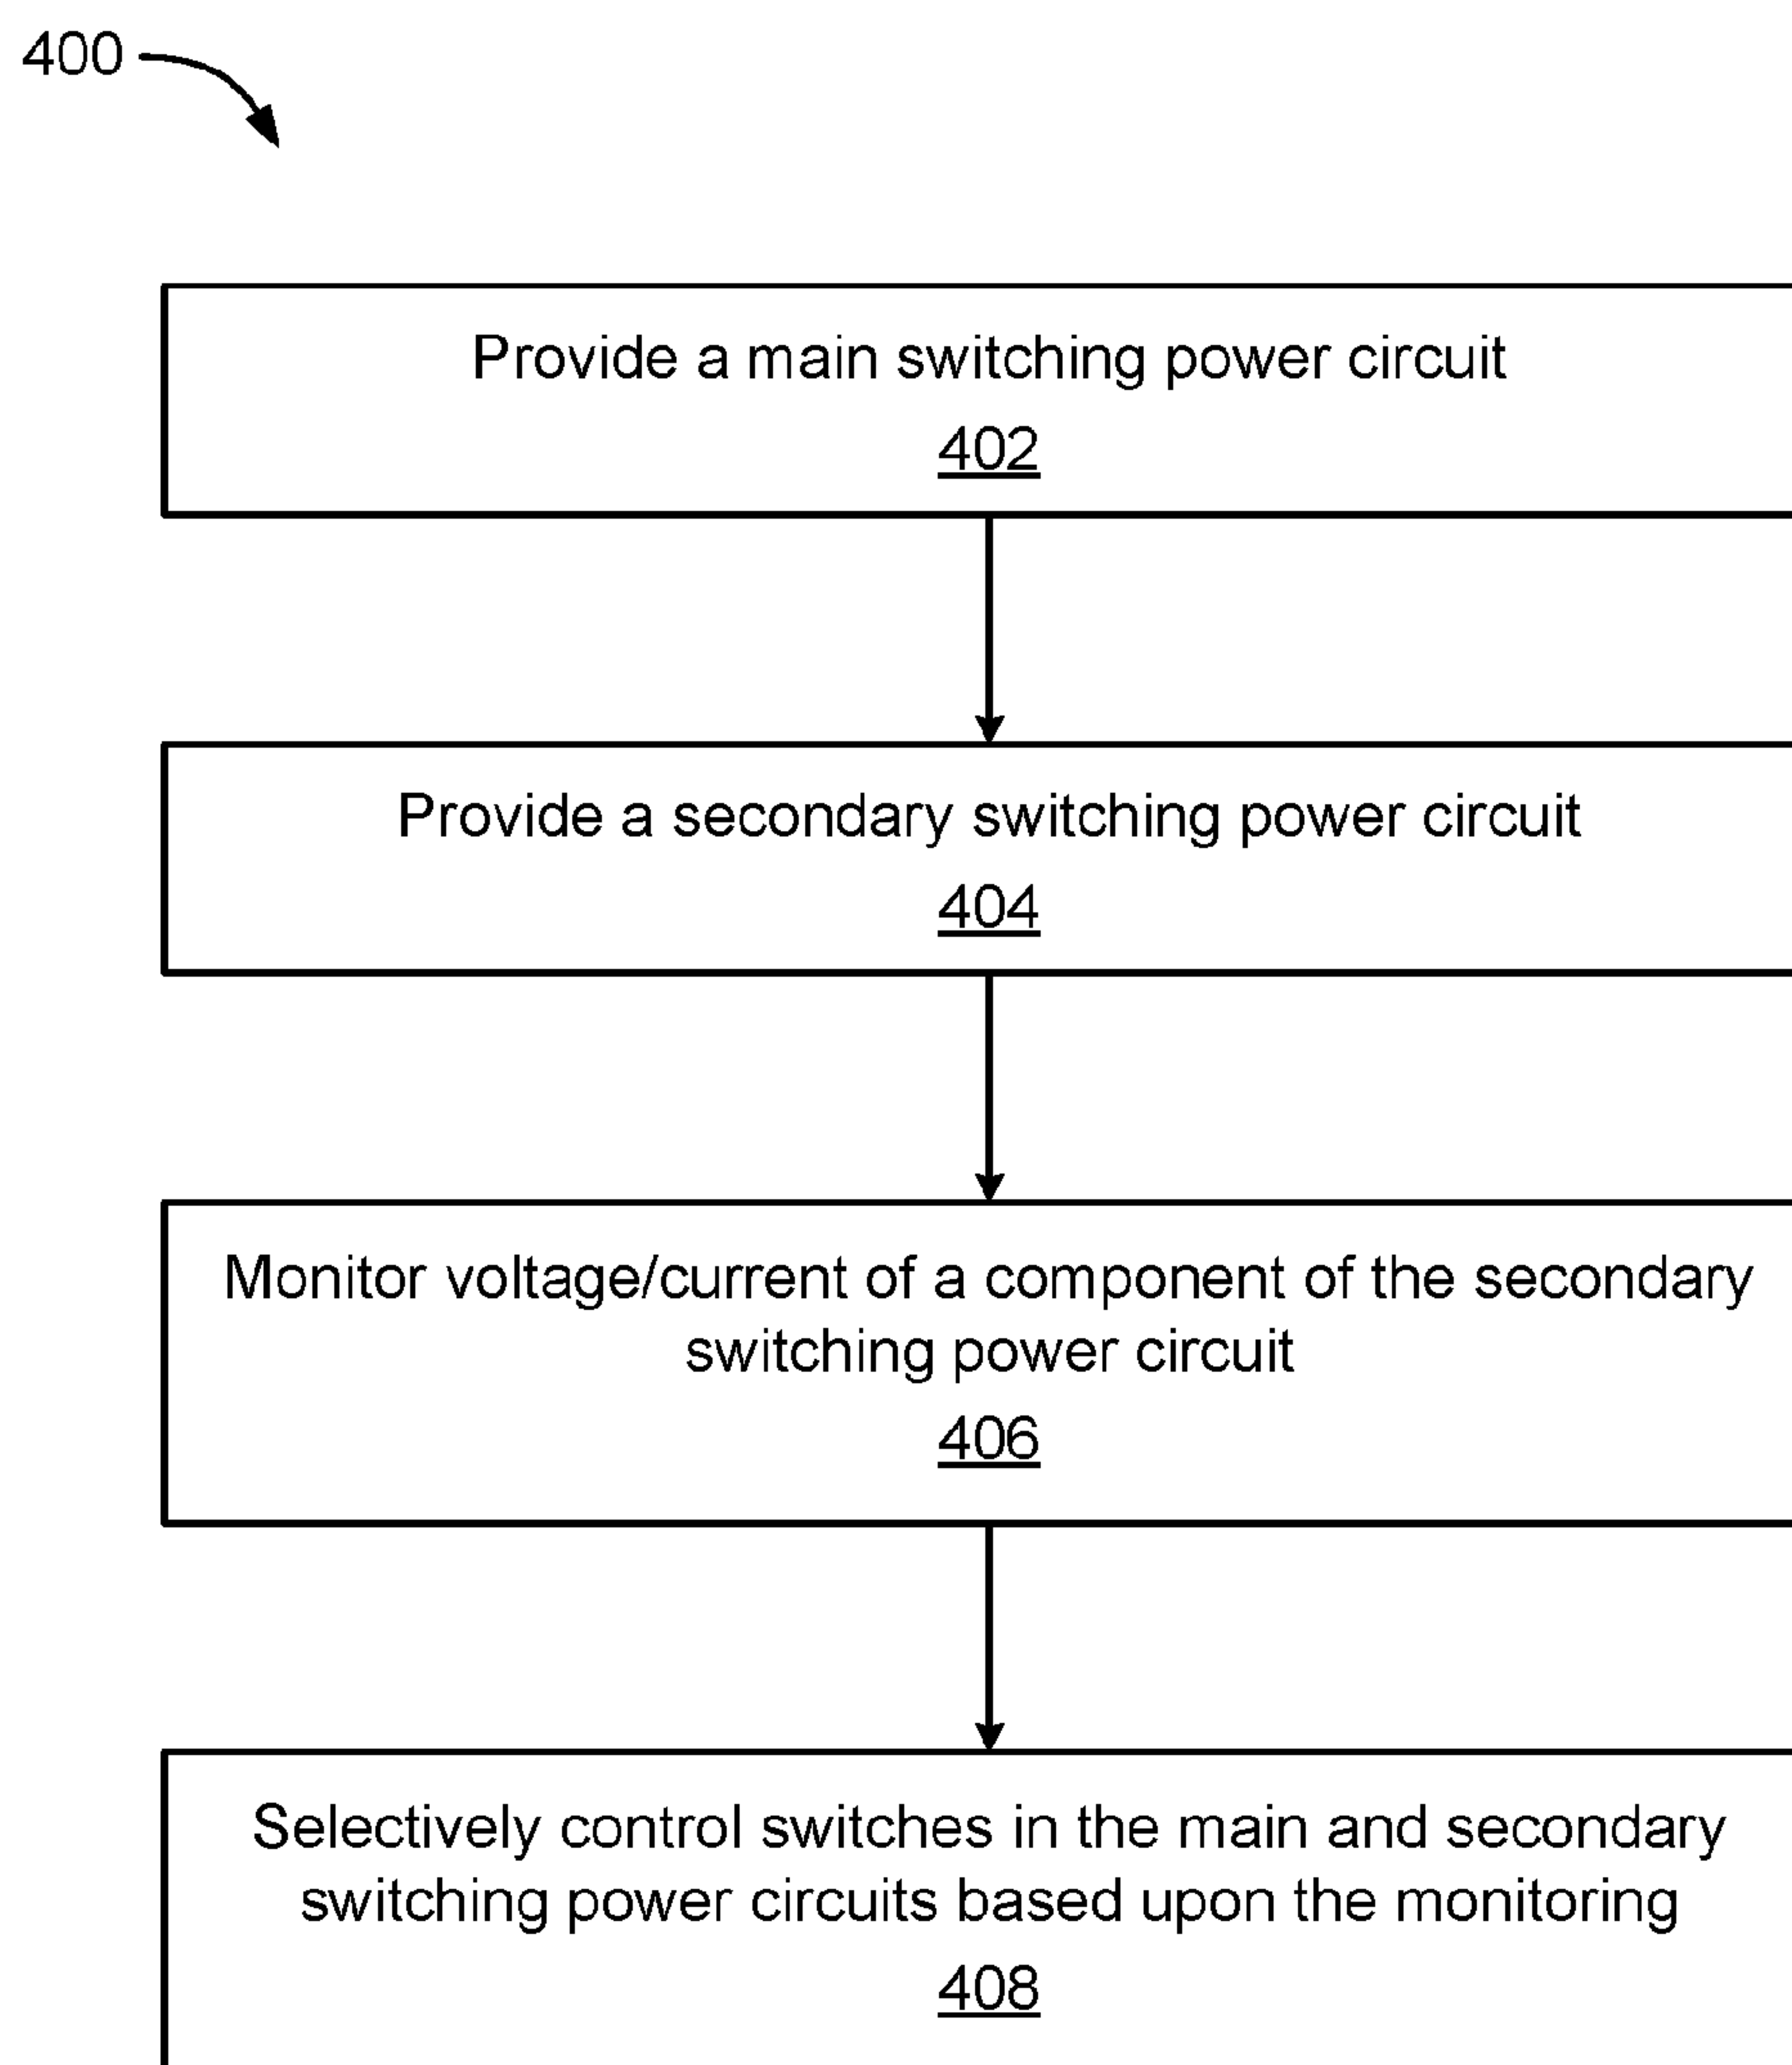 400
Provide a main switching power circuit
402
Provide a secondary switching power circuit
404
Monitor voltage/current of a component of the secondary
switching power circuit
406
Selectively control switches in the main and secondary
switching power circuits based upon the monitoring
408